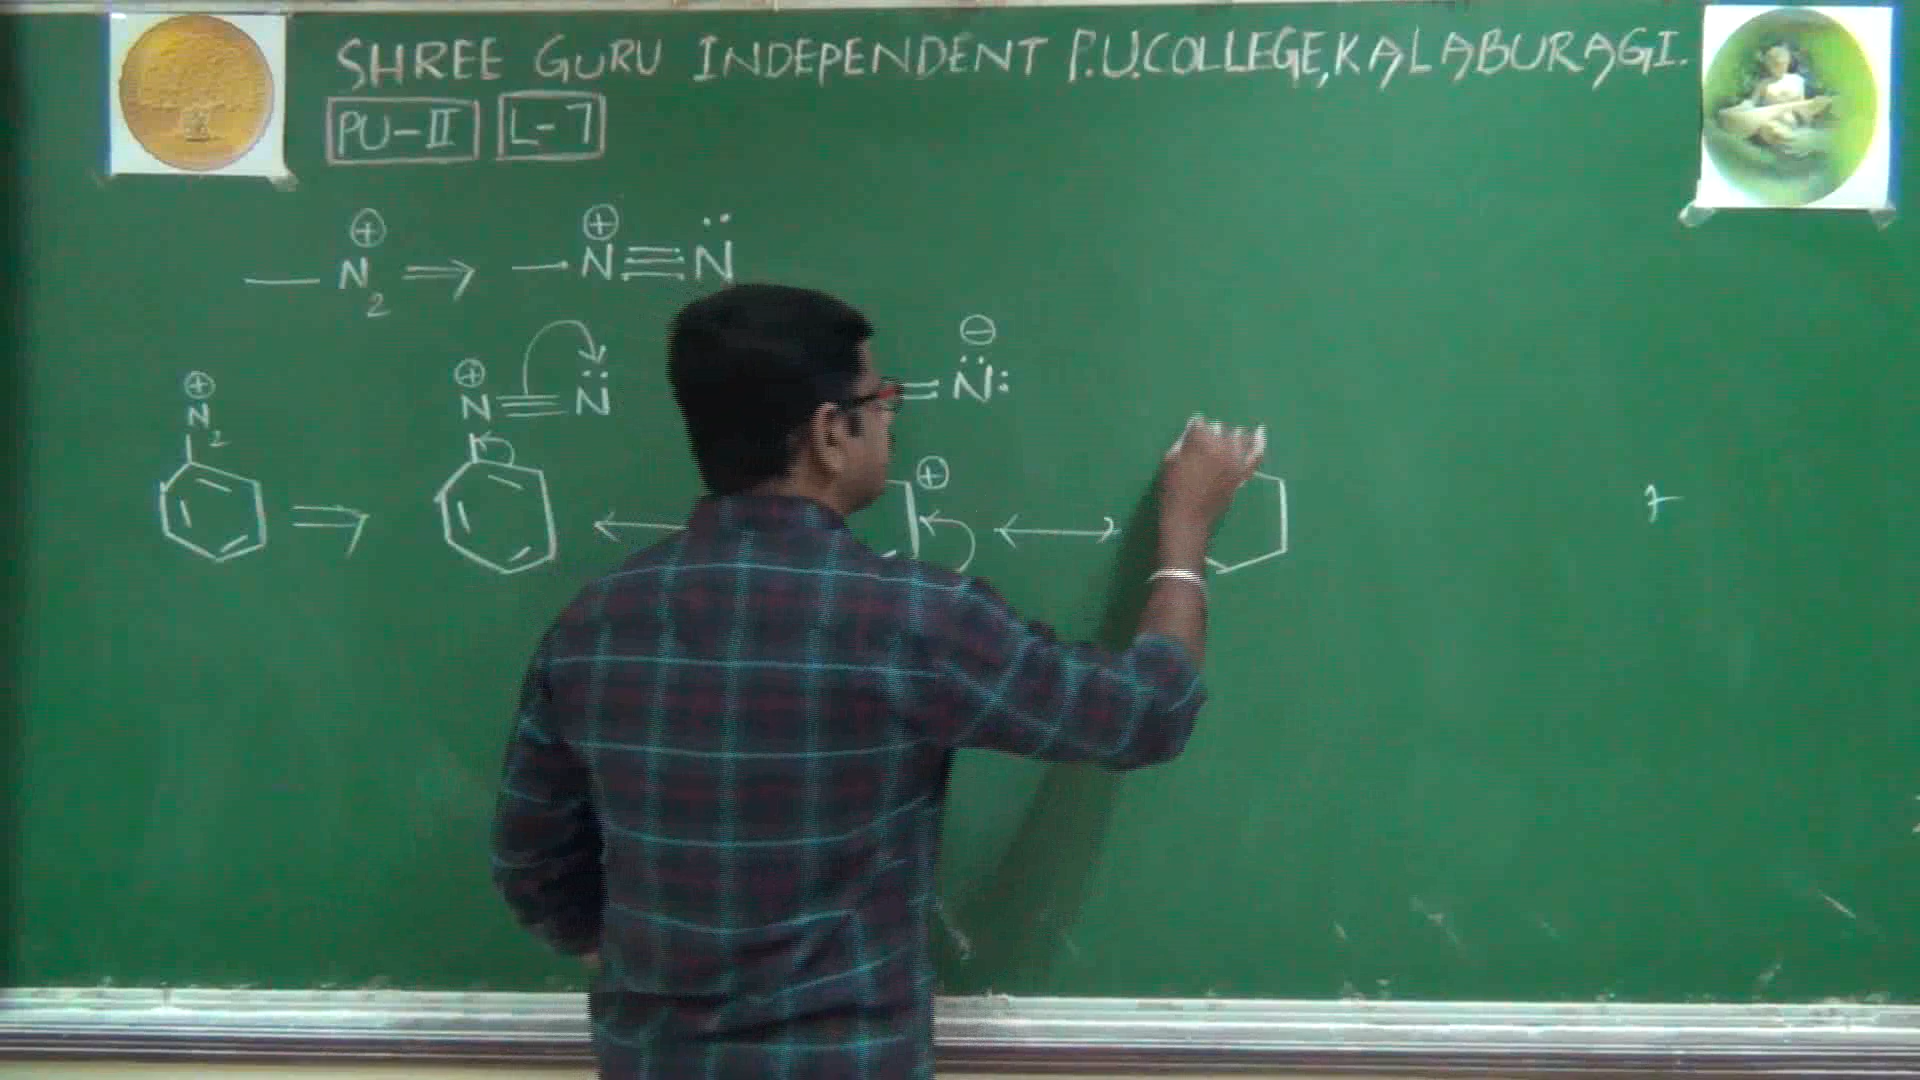 SHREE GURU INDEPENDENT P.U.COLLEGE, KALABURAGI.
PU-II L-7
—N₂⊕ ⇒ —N⊕≡N̈
N₂⊕ ⇒ N⊕≡N̈ =N̈:⊖
⊕